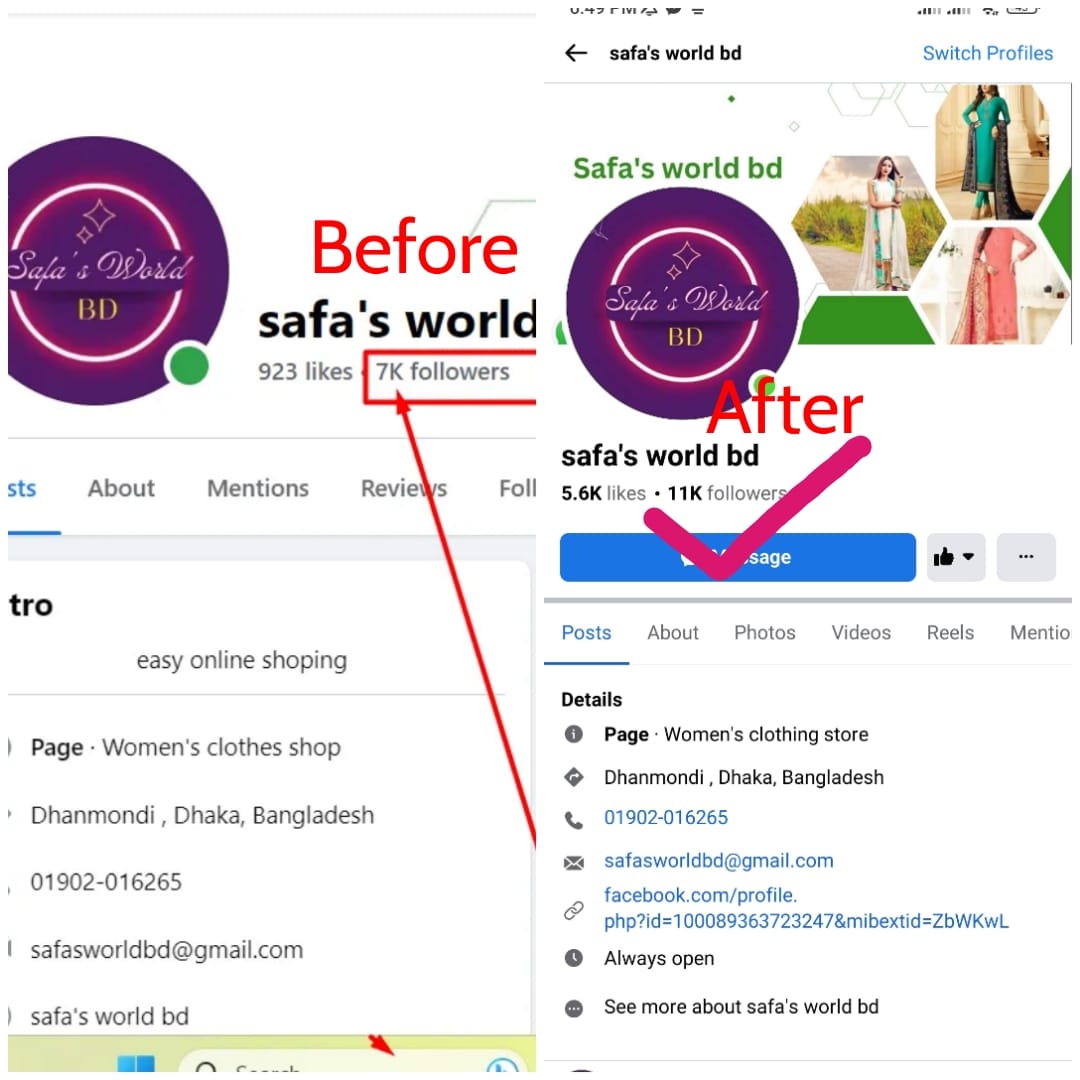 Safa's World
BD
Before
safa's world
923 likes · 7K followers
sts About Mentions Reviews Foll
tro
easy online shoping
Page · Women's clothes shop
Dhanmondi , Dhaka, Bangladesh
01902-016265
safasworldbd@gmail.com
safa's world bd
Search
6:49 PM
safa's world bd Switch Profiles
Safa's world bd
Safa's World
BD
After
safa's world bd
5.6K likes • 11K followers
Posts About Photos Videos Reels Mentio
Details
Page · Women's clothing store
Dhanmondi , Dhaka, Bangladesh
01902-016265
safasworldbd@gmail.com
facebook.com/profile.
php?id=100089363723247&mibextid=ZbWKwL
Always open
See more about safa's world bd